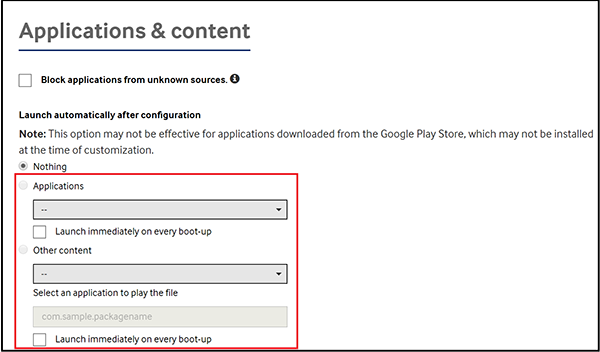 Applications & content
Block applications from unknown sources.
Launch automatically after configuration
Note: This option may not be effective for applications downloaded from the Google Play Store, which may not be installed
at the time of customization.
Nothing
Applications
--
Launch immediately on every boot-up
Other content
--
Select an application to play the file
com.sample.packagename
Launch immediately on every boot-up